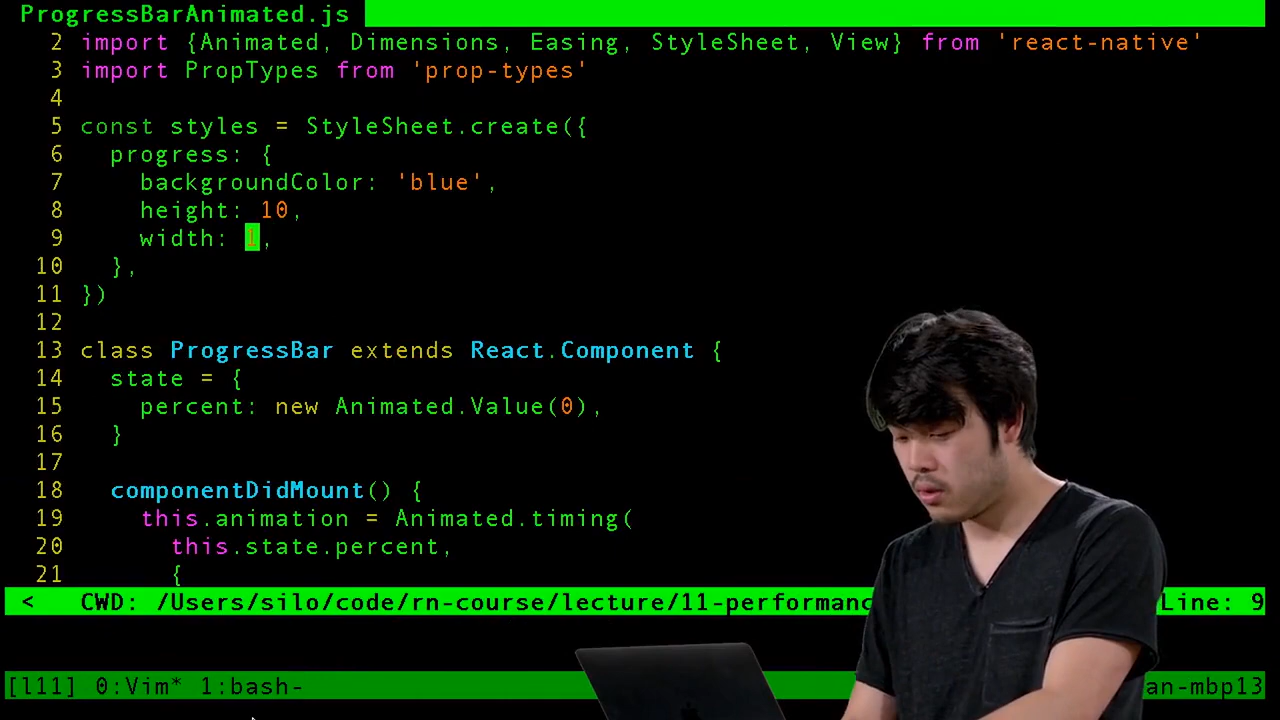 ProgressBarAnimated.js
2 import {Animated, Dimensions, Easing, StyleSheet, View} from 'react-native'
3 import PropTypes from 'prop-types'
4
5 const styles = StyleSheet.create({
6   progress: {
7     backgroundColor: 'blue',
8     height: 10,
9     width: 1,
10   },
11 })
12
13 class ProgressBar extends React.Component {
14   state = {
15     percent: new Animated.Value(0),
16   }
17
18   componentDidMount() {
19     this.animation = Animated.timing(
20       this.state.percent,
21       {
< CWD: /Users/silo/code/rn-course/lecture/11-performanc Line: 9
[l11] 0:Vim* 1:bash- an-mbp13